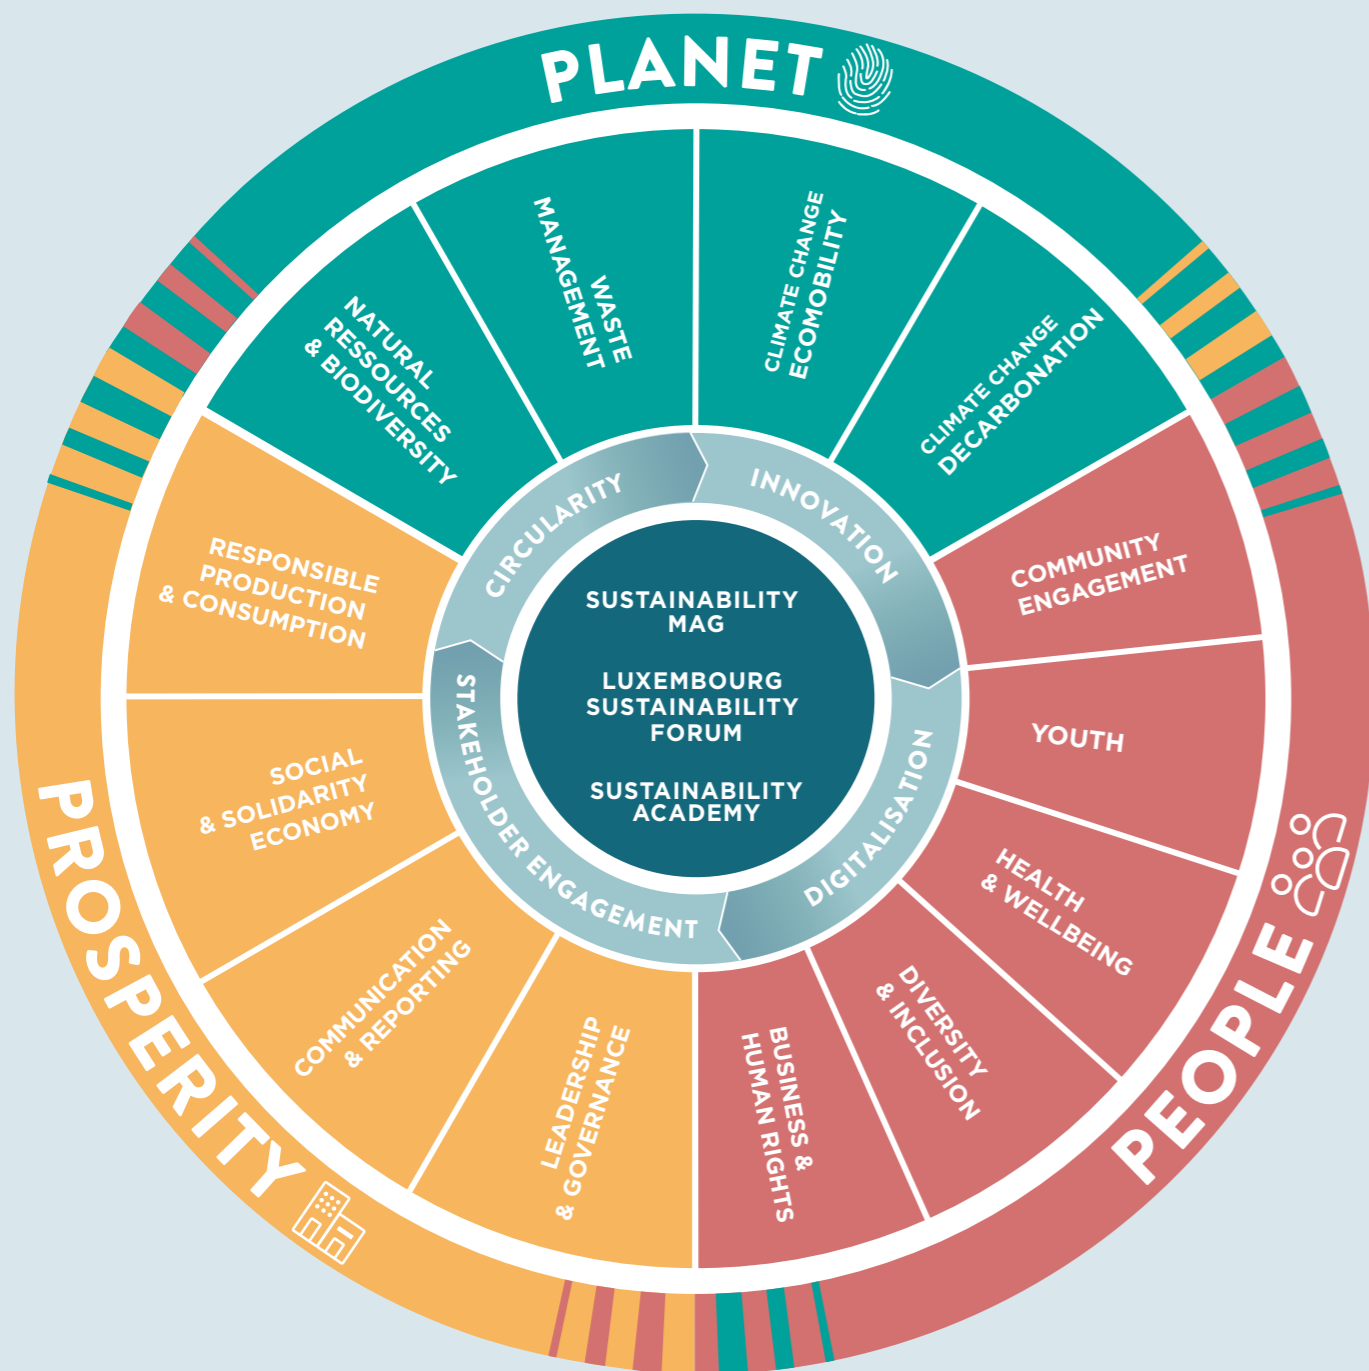 PLANET
NATURAL
RESSOURCES
& BIODIVERSITY
WASTE
MANAGEMENT
CLIMATE CHANGE
ECOMOBILITY
CLIMATE CHANGE
DECARBONATION
PEOPLE
COMMUNITY
ENGAGEMENT
YOUTH
HEALTH
& WELLBEING
DIVERSITY
& INCLUSION
BUSINESS &
HUMAN RIGHTS
PROSPERITY
LEADERSHIP
& GOVERNANCE
COMMUNICATION
& REPORTING
SOCIAL
& SOLIDARITY
ECONOMY
RESPONSIBLE
PRODUCTION
& CONSUMPTION
CIRCULARITY
INNOVATION
DIGITALISATION
STAKEHOLDER ENGAGEMENT
SUSTAINABILITY
MAG
LUXEMBOURG
SUSTAINABILITY
FORUM
SUSTAINABILITY
ACADEMY